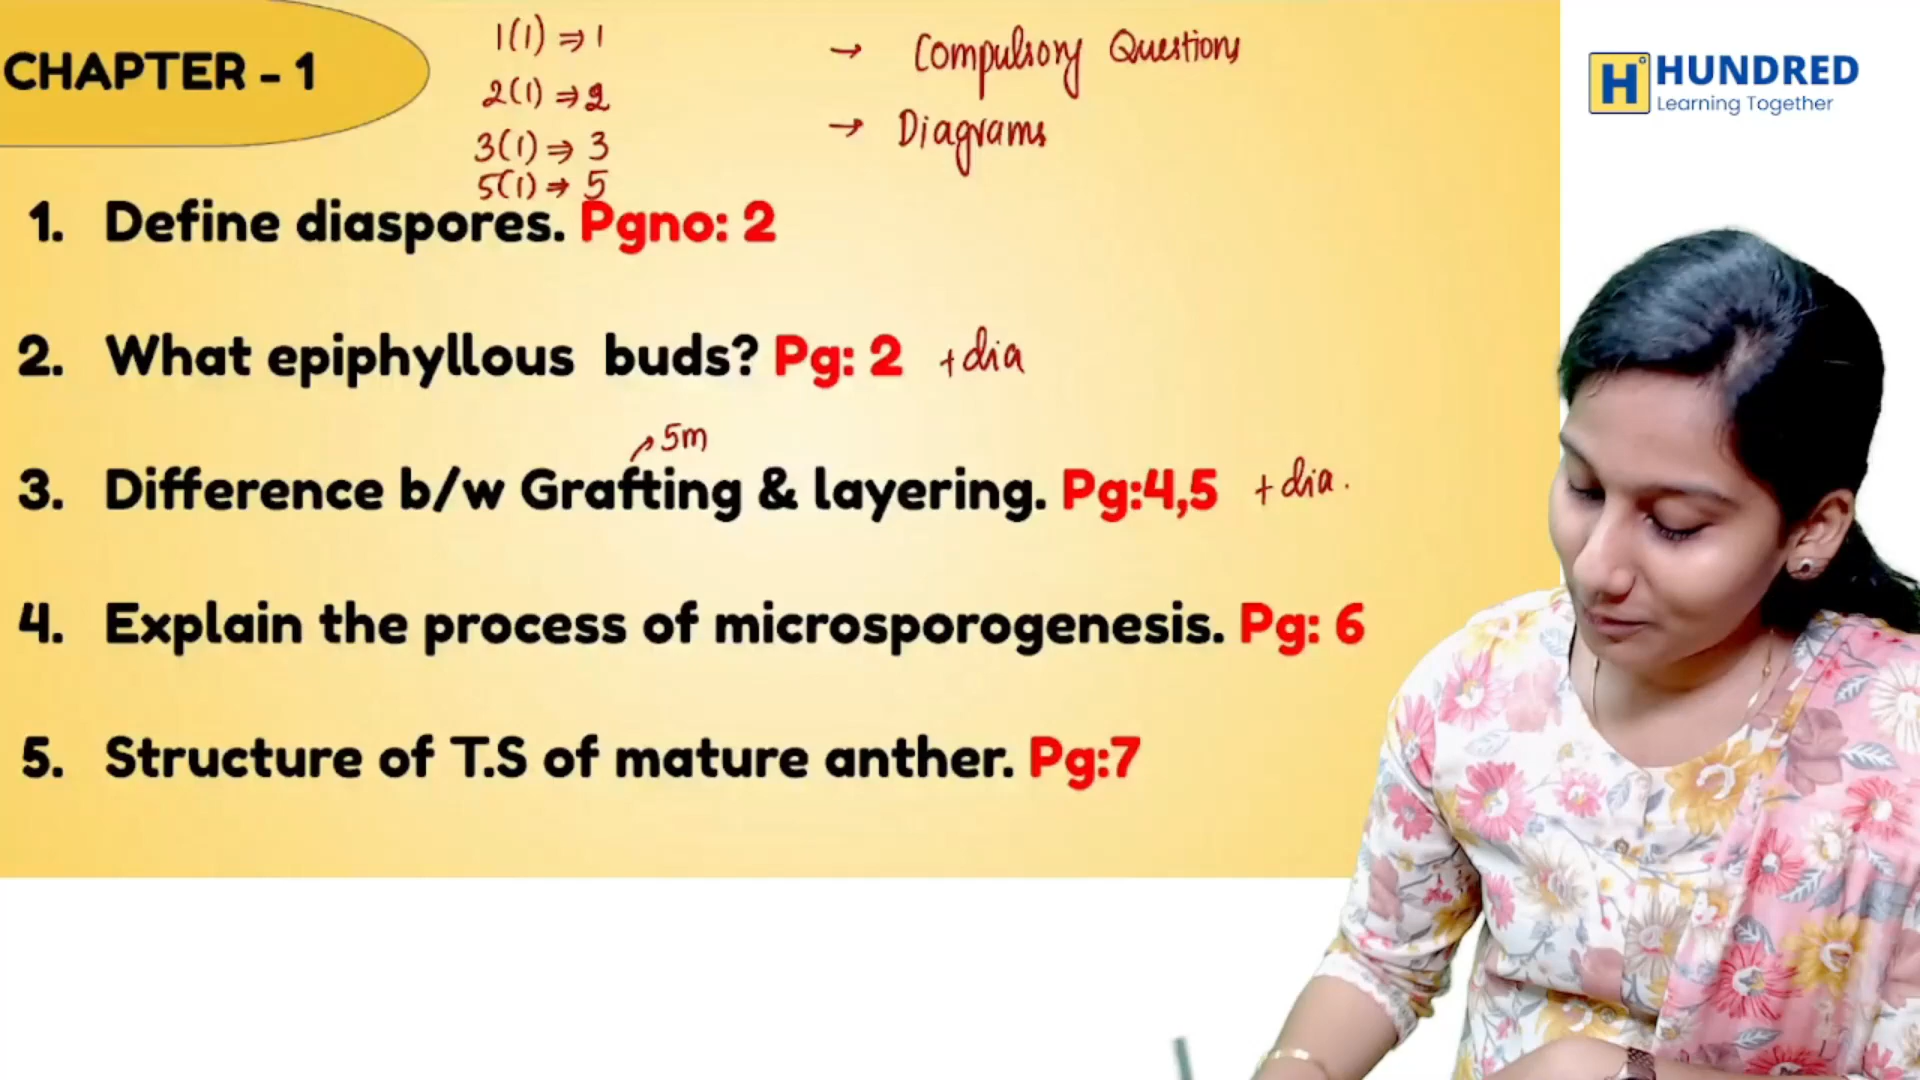 CHAPTER - 1
1(1) ⇒ 1
2(1) ⇒ 2
3(1) ⇒ 3
5(1) ⇒ 5
→ Compulsory Questions
→ Diagrams
H° HUNDRED
Learning Together
1. Define diaspores. Pgno: 2
2. What epiphyllous buds? Pg: 2 + dia
↗ 5m
3. Difference b/w Grafting & layering. Pg:4,5 + dia.
4. Explain the process of microsporogenesis. Pg: 6
5. Structure of T.S of mature anther. Pg:7